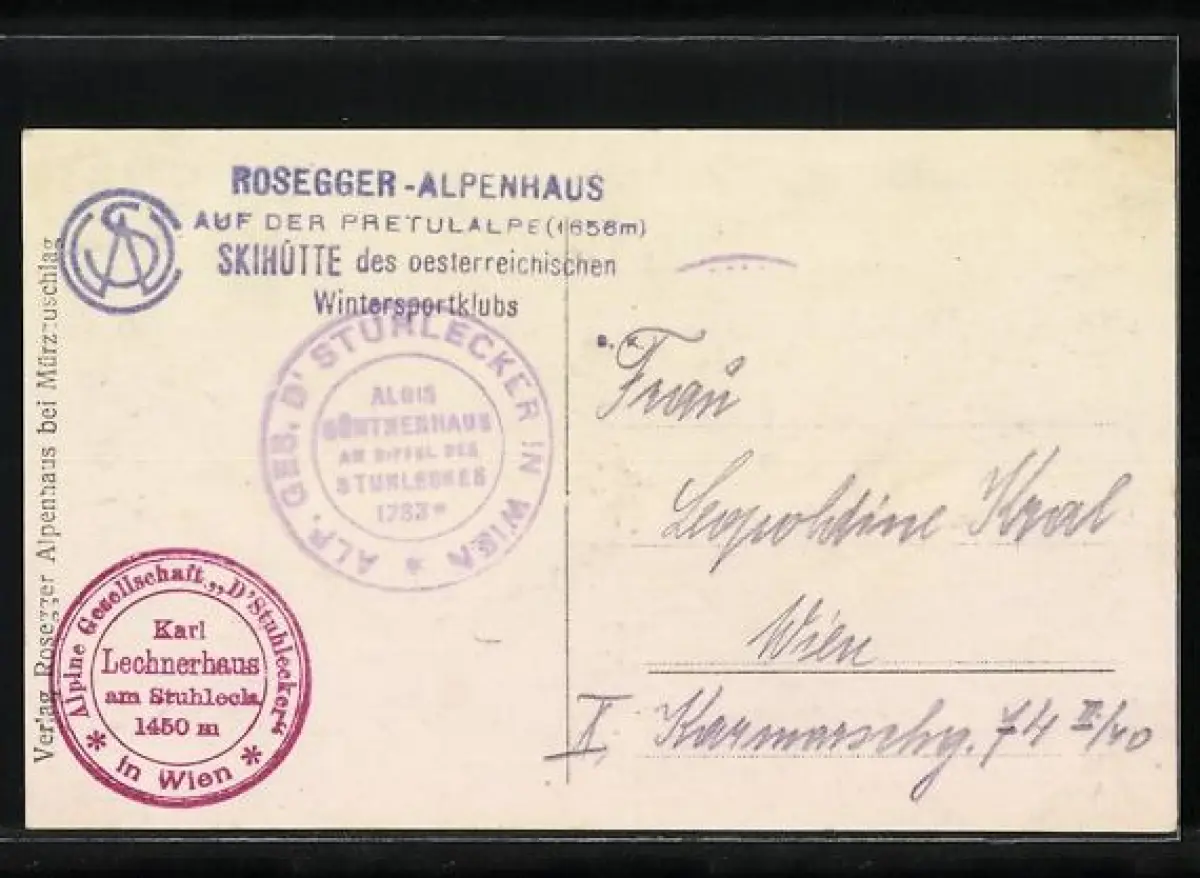 ROSEGGER-ALPENHAUS
AUF DER PRETULALPE (1656m)
SKIHÜTTE des oesterreichischen
Wintersportklubs
ALP. GES. D' STUHLECKER IN WIEN *
ALOIS
GÜNTHERHAUS
AM GIPFEL DES
STUHLECKES
1783 m
Alpine Gesellschaft „D'Stuhlecker“
* in Wien *
Karl
Lechnerhaus
am Stuhleck
1450 m
Verlag Rosegger Alpenhaus bei Mürzzuschlag
Frau
Leopoldine Kral
Wien
X. Karmarschg. 74